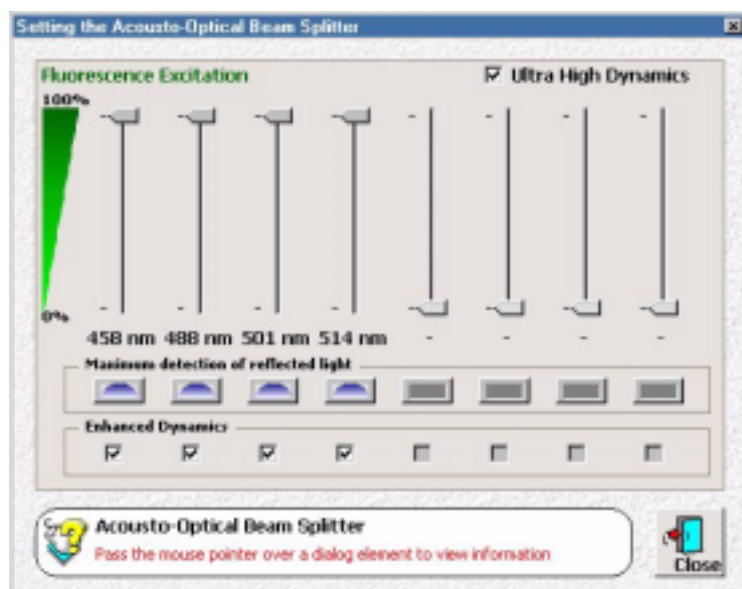 Setting the Acousto-Optical Beam Splitter
Fluorescence Excitation
Ultra High Dynamics
100%
0%
458 nm 488 nm 501 nm 514 nm - - - -
Maximum detection of reflected light
Enhanced Dynamics
Acousto-Optical Beam Splitter
Pass the mouse pointer over a dialog element to view information
Close